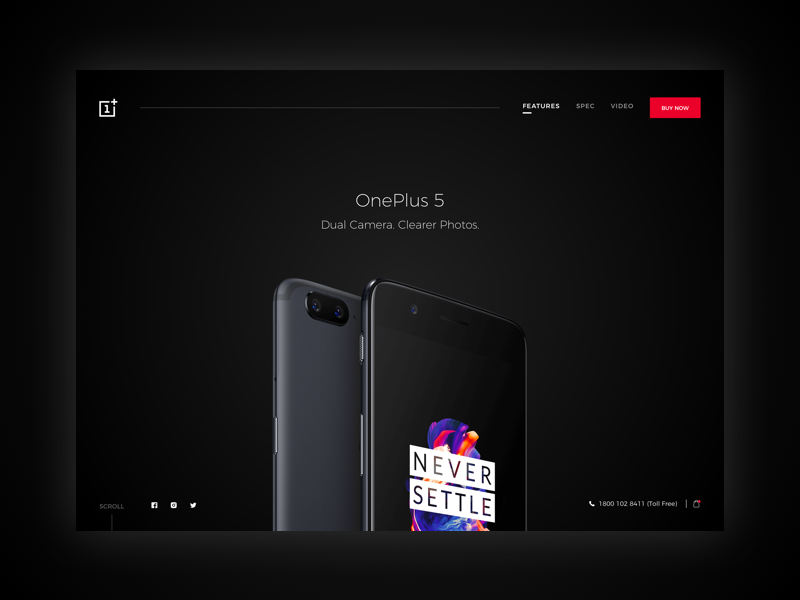 1+
FEATURES
SPEC
VIDEO
BUY NOW
OnePlus 5
Dual Camera. Clearer Photos.
NEVER
SETTLE
SCROLL
1800 102 8411 (Toll Free)